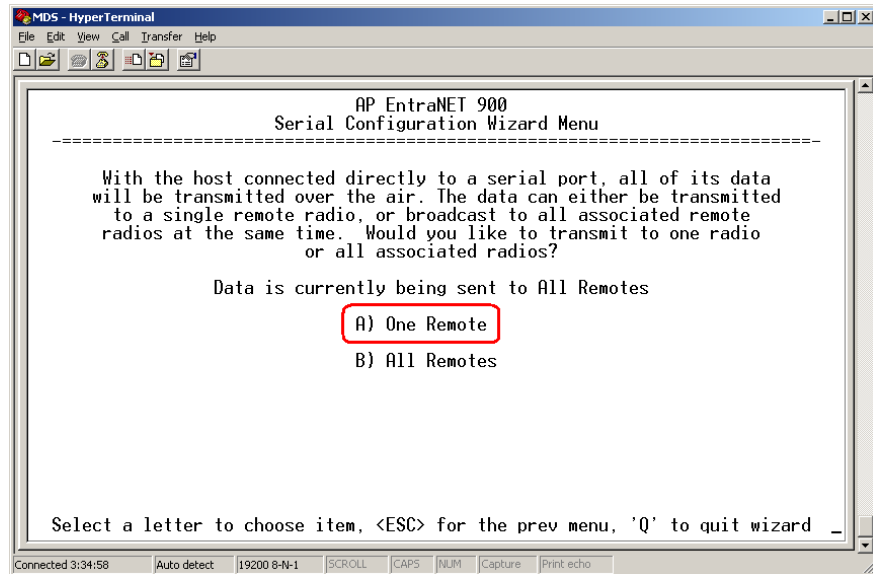 MDS - HyperTerminal
File Edit View Call Transfer Help
AP EntraNET 900
Serial Configuration Wizard Menu
-==========================================================================-
With the host connected directly to a serial port, all of its data
will be transmitted over the air. The data can either be transmitted
to a single remote radio, or broadcast to all associated remote
radios at the same time. Would you like to transmit to one radio
or all associated radios?
Data is currently being sent to All Remotes
A) One Remote
B) All Remotes
Select a letter to choose item, <ESC> for the prev menu, 'Q' to quit wizard _
Connected 3:34:58 Auto detect 19200 8-N-1 SCROLL CAPS NUM Capture Print echo